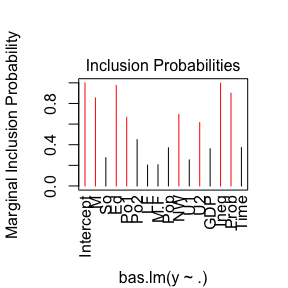 Inclusion Probabilities
Marginal Inclusion Probability
0.8
0.4
0.0
Intercept
M
So
Ed
Po1
Po2
LF
M.F
Pop
NW
U1
U2
GDP
Ineq
Prob
Time
bas.lm(y ~ .)